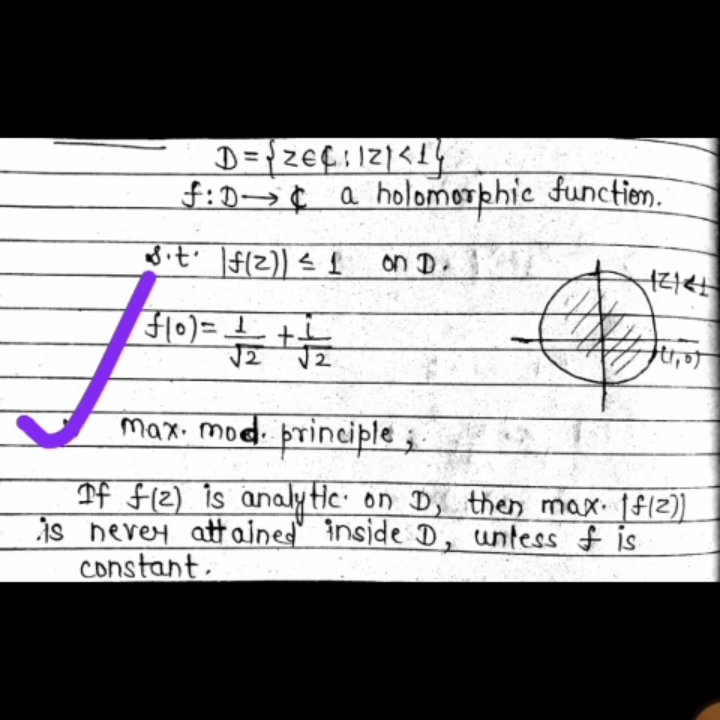 D = {z∈ℂ : |z| < 1}
f : D → ℂ a holomorphic function.
s.t. |f(z)| ≤ 1 on D.
|z| < 1
f(0) = 1/√2 + i/√2
(1,0)
max. mod. principle ;
If f(z) is analytic on D, then max. |f(z)|
is never attained inside D, unless f is
constant.